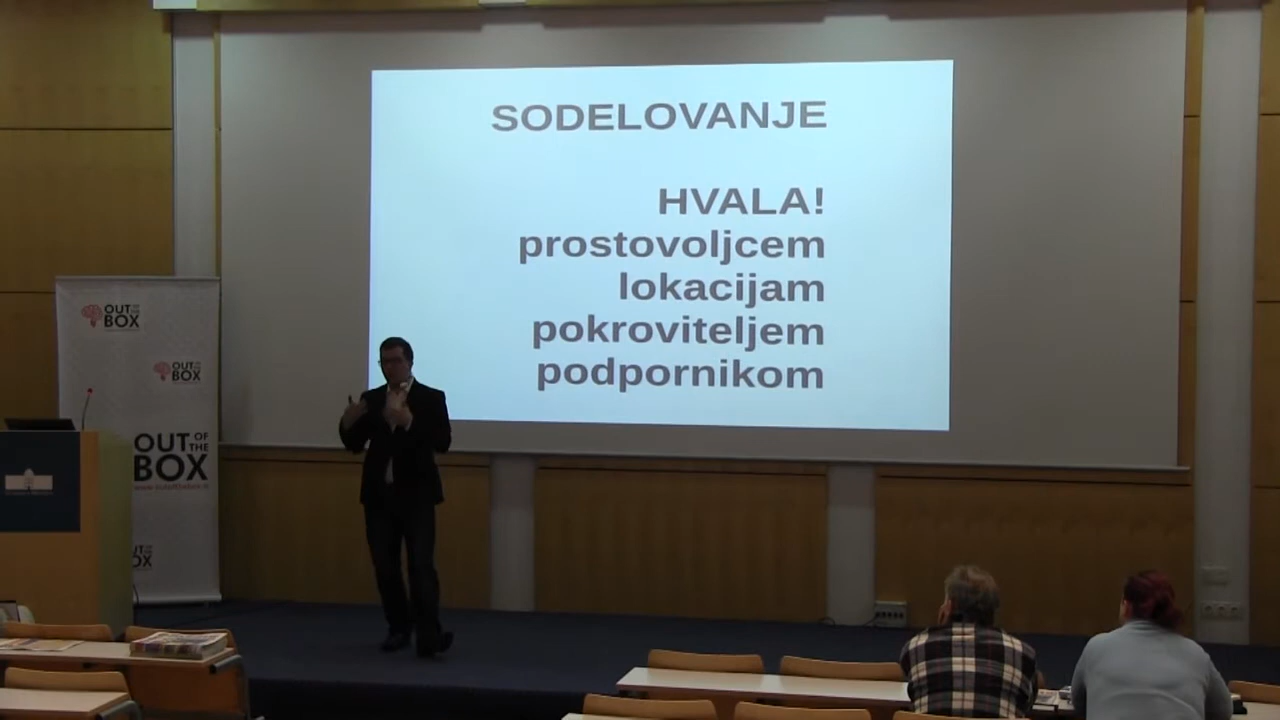 SODELOVANJE
HVALA!
prostovoljcem
lokacijam
pokroviteljem
podpornikom
OUT OF THE
BOX
OUT OF THE
BOX
OUT OF THE
BOX